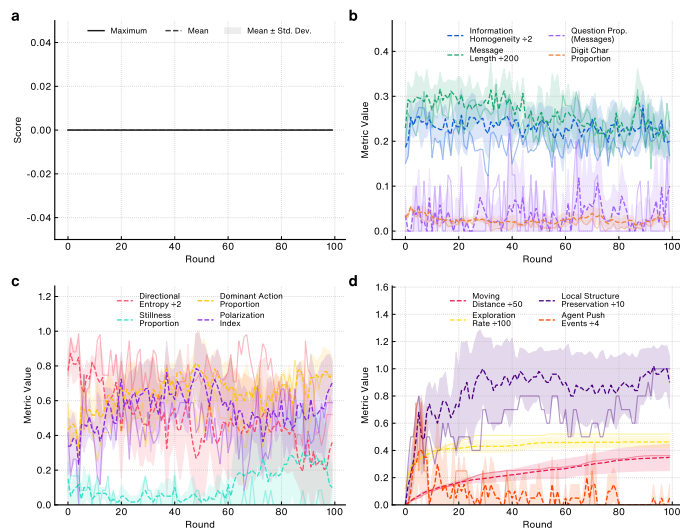 a
0.04
0.02
0.00
-0.02
-0.04
Score
0
20
40
60
80
100
Round
Maximum
Mean
Mean ± Std. Dev.
b
0.4
0.3
0.2
0.1
0.0
Metric Value
0
20
40
60
80
100
Round
Information
Homogeneity ÷2
Message
Length ÷200
Question Prop.
(Messages)
Digit Char
Proportion
c
1.2
1.0
0.8
0.6
0.4
0.2
0.0
Metric Value
0
20
40
60
80
100
Round
Directional
Entropy ÷2
Stillness
Proportion
Dominant Action
Proportion
Polarization
Index
d
1.6
1.4
1.2
1.0
0.8
0.6
0.4
0.2
0.0
Metric Value
0
20
40
60
80
100
Round
Moving
Distance ÷50
Exploration
Rate ÷100
Local Structure
Preservation ÷10
Agent Push
Events ÷4